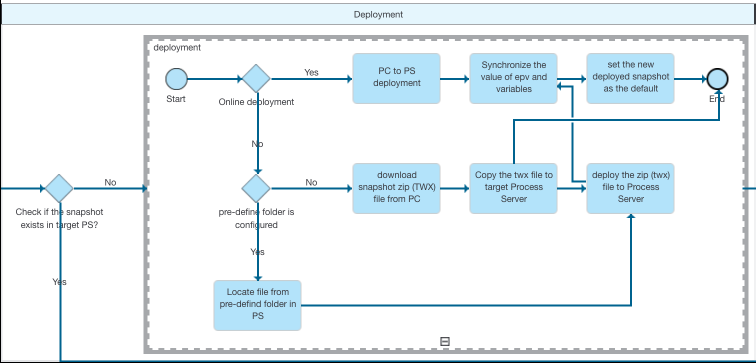 Deployment
deployment
Start
Online deployment
Yes
PC to PS
deployment
Synchronize the
value of epv and
variables
set the new
deployed snapshot
as the default
End
No
No
Check if the snapshot
exists in target PS?
Yes
pre-define folder is
configured
No
download
snapshot zip (TWX)
file from PC
Copy the twx file to
target Process
Server
deploy the zip (twx)
file to Process
Server
Yes
Locate file from
pre-defind folder in
PS